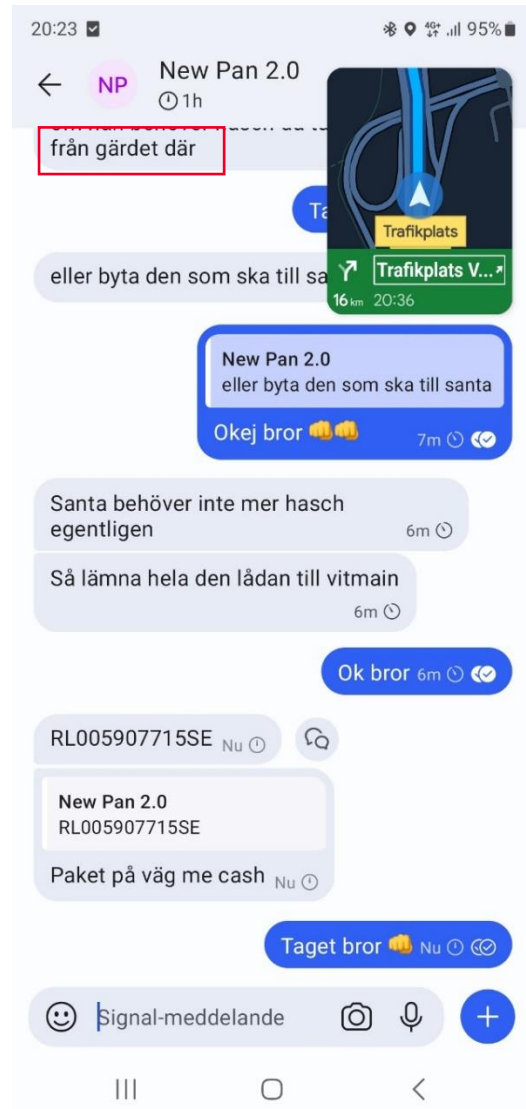 20:23
4G+ 95%
NP New Pan 2.0
1h
från gärdet där
Trafikplats
Trafikplats V...
16 km 20:36
eller byta den som ska till
New Pan 2.0
eller byta den som ska till santa
Okej bror 👊👊
7m
Santa behöver inte mer hasch
egentligen
6m
Så lämna hela den lådan till vitmain
6m
Ok bror 6m
RL005907715SE Nu
New Pan 2.0
RL005907715SE
Paket på väg me cash Nu
Taget bror 👊 Nu
Signal-meddelande